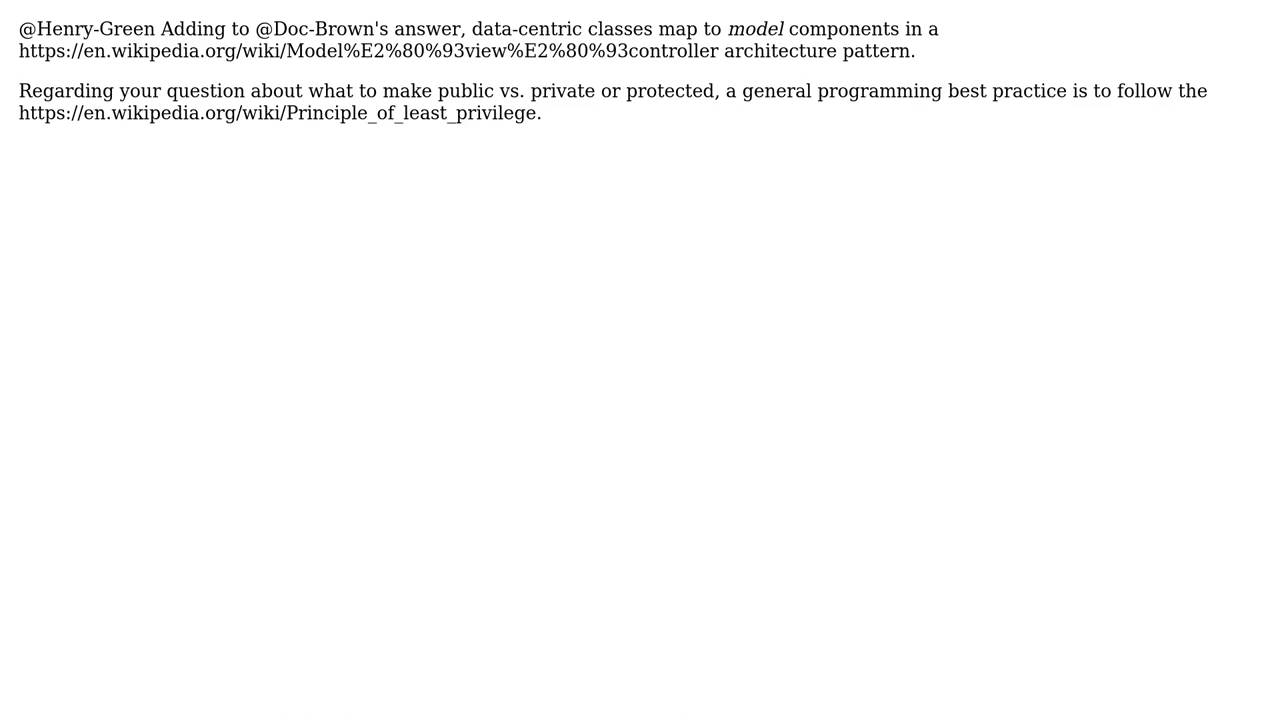 @Henry-Green Adding to @Doc-Brown's answer, data-centric classes map to model components in a
https://en.wikipedia.org/wiki/Model%E2%80%93view%E2%80%93controller architecture pattern.
Regarding your question about what to make public vs. private or protected, a general programming best practice is to follow the
https://en.wikipedia.org/wiki/Principle_of_least_privilege.